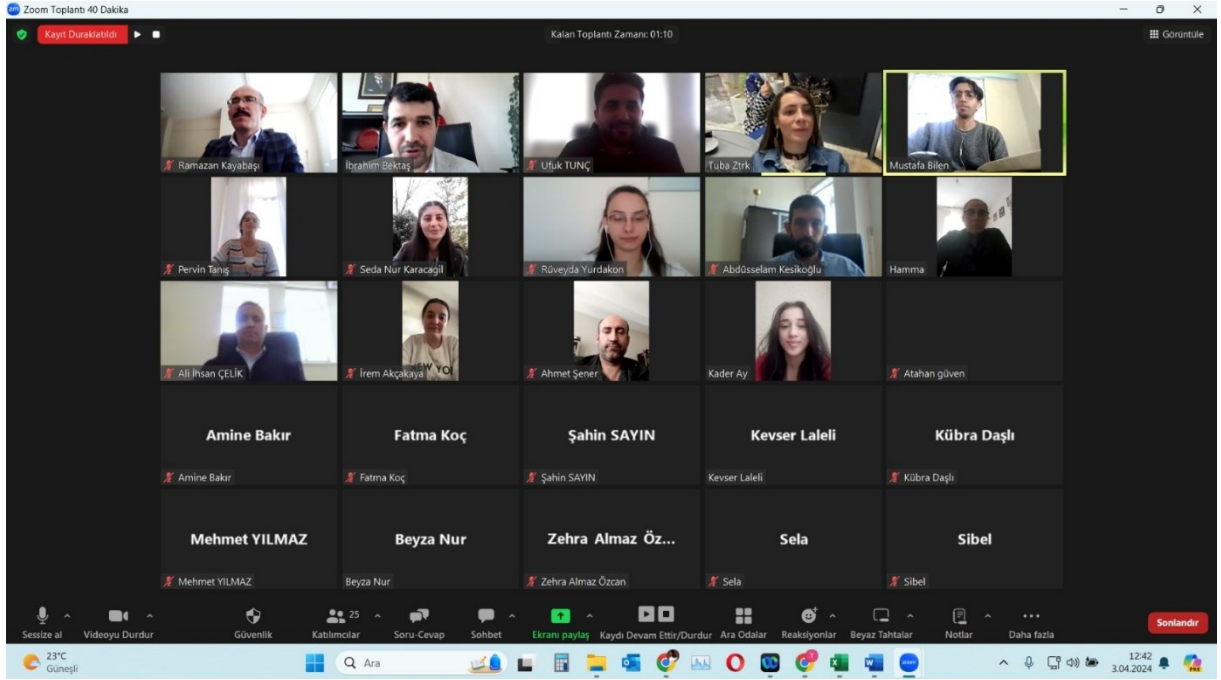 Zoom Toplantı 40 Dakika
Kayıt Duraklatıldı
Kalan Toplantı Zamanı: 01:10
Görüntüle
Ramazan Kayabaşı
İbrahim Bektaş
Ufuk TUNÇ
Tuba Ztrk
Mustafa Bilen
Pervin Tanış
Seda Nur Karacagil
Rüveyda Yurdakon
Abdüsselam Kesikoğlu
Hamma
Ali İhsan ÇELİK
İrem Akçakaya
Ahmet Şener
Kader Ay
Atahan güven
Amine Bakır
Fatma Koç
Şahin SAYIN
Kevser Laleli
Kübra Daşlı
Amine Bakır
Fatma Koç
Şahin SAYIN
Kevser Laleli
Kübra Daşlı
Mehmet YILMAZ
Beyza Nur
Zehra Almaz Öz...
Sela
Sibel
Mehmet YILMAZ
Beyza Nur
Zehra Almaz Özcan
Sela
Sibel
25
Sessize al
Videoyu Durdur
Güvenlik
Katılımcılar
Soru-Cevap
Sohbet
Ekranı paylaş
Kaydı Devam Ettir/Durdur
Ara Odalar
Reaksiyonlar
Beyaz Tahtalar
Notlar
Daha fazla
Sonlandır
23°C
Güneşli
Ara
12:42
3.04.2024